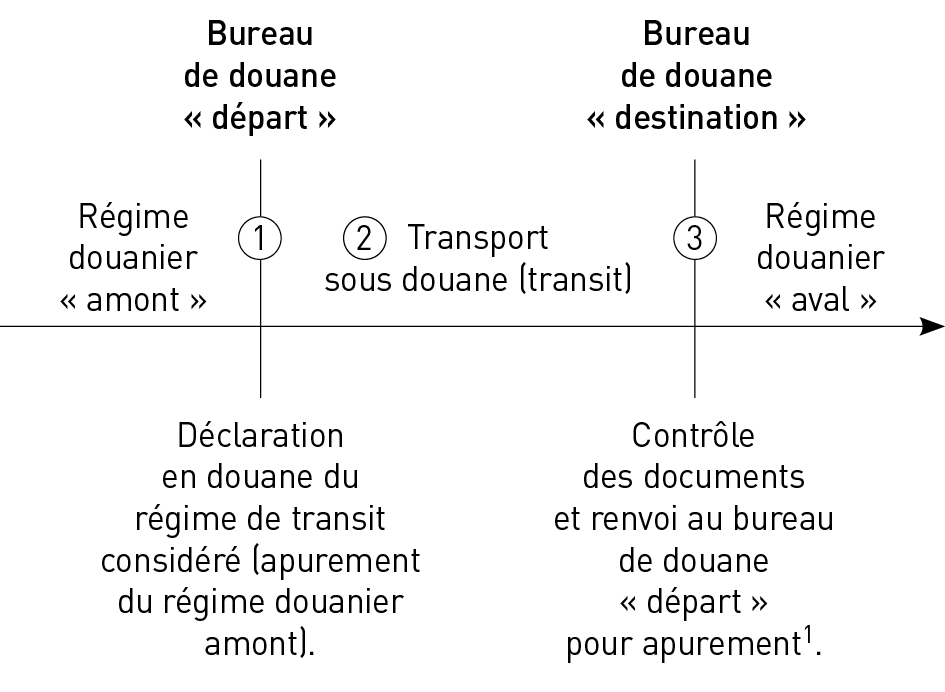 Bureau
de douane
« départ »
Bureau
de douane
« destination »
Régime
douanier
« amont »
1
2 Transport
sous douane (transit)
3
Régime
douanier
« aval »
Déclaration
en douane du
régime de transit
considéré (apurement
du régime douanier
amont).
Contrôle
des documents
et renvoi au bureau
de douane
« départ »
pour apurement¹.